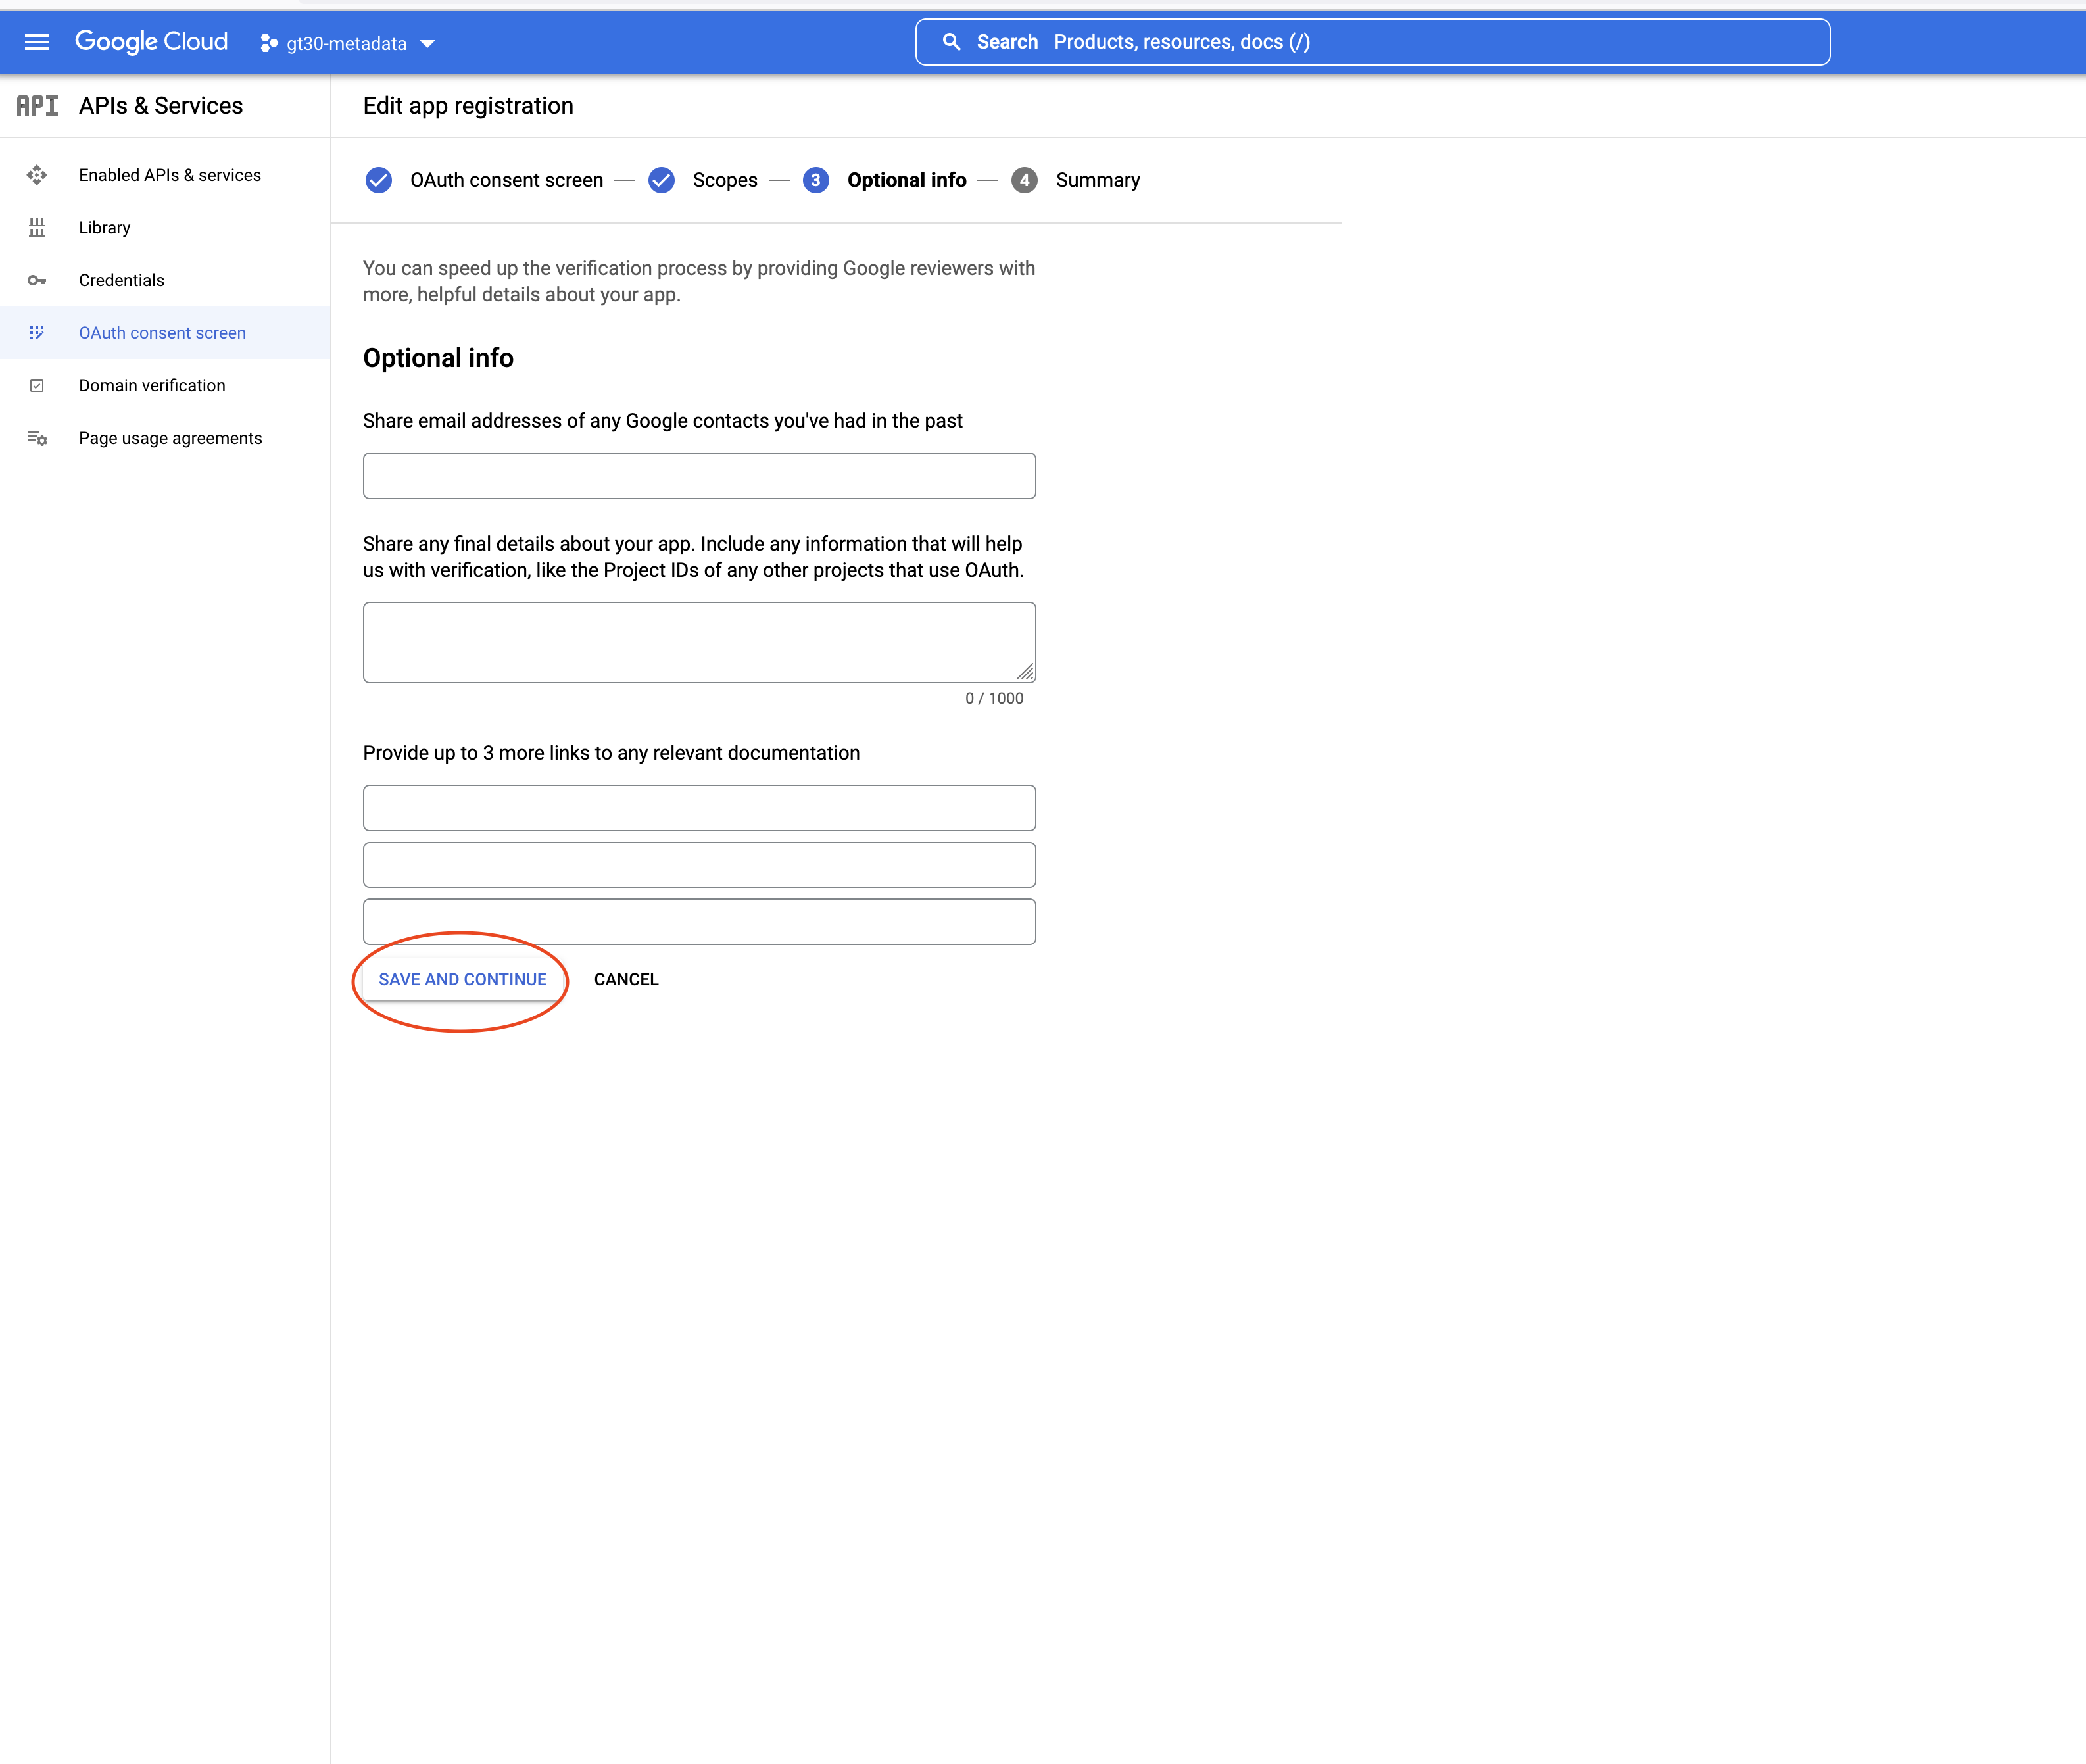 Google Cloud
gt30-metadata
Search Products, resources, docs (/)
API APIs & Services
Edit app registration
Enabled APIs & services
Library
Credentials
OAuth consent screen
Domain verification
Page usage agreements
OAuth consent screen — Scopes — 3 Optional info — 4 Summary
You can speed up the verification process by providing Google reviewers with
more, helpful details about your app.
Optional info
Share email addresses of any Google contacts you've had in the past
Share any final details about your app. Include any information that will help
us with verification, like the Project IDs of any other projects that use OAuth.
0 / 1000
Provide up to 3 more links to any relevant documentation
SAVE AND CONTINUE
CANCEL